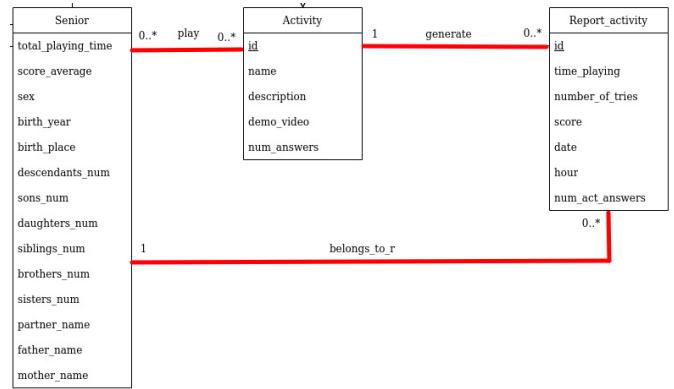 Senior
total_playing_time
score_average
sex
birth_year
birth_place
descendants_num
sons_num
daughters_num
siblings_num
brothers_num
sisters_num
partner_name
father_name
mother_name
0..*
play
0..*
Activity
id
name
description
demo_video
num_answers
1
generate
0..*
Report_activity
id
time_playing
number_of_tries
score
date
hour
num_act_answers
0..*
1
belongs_to_r